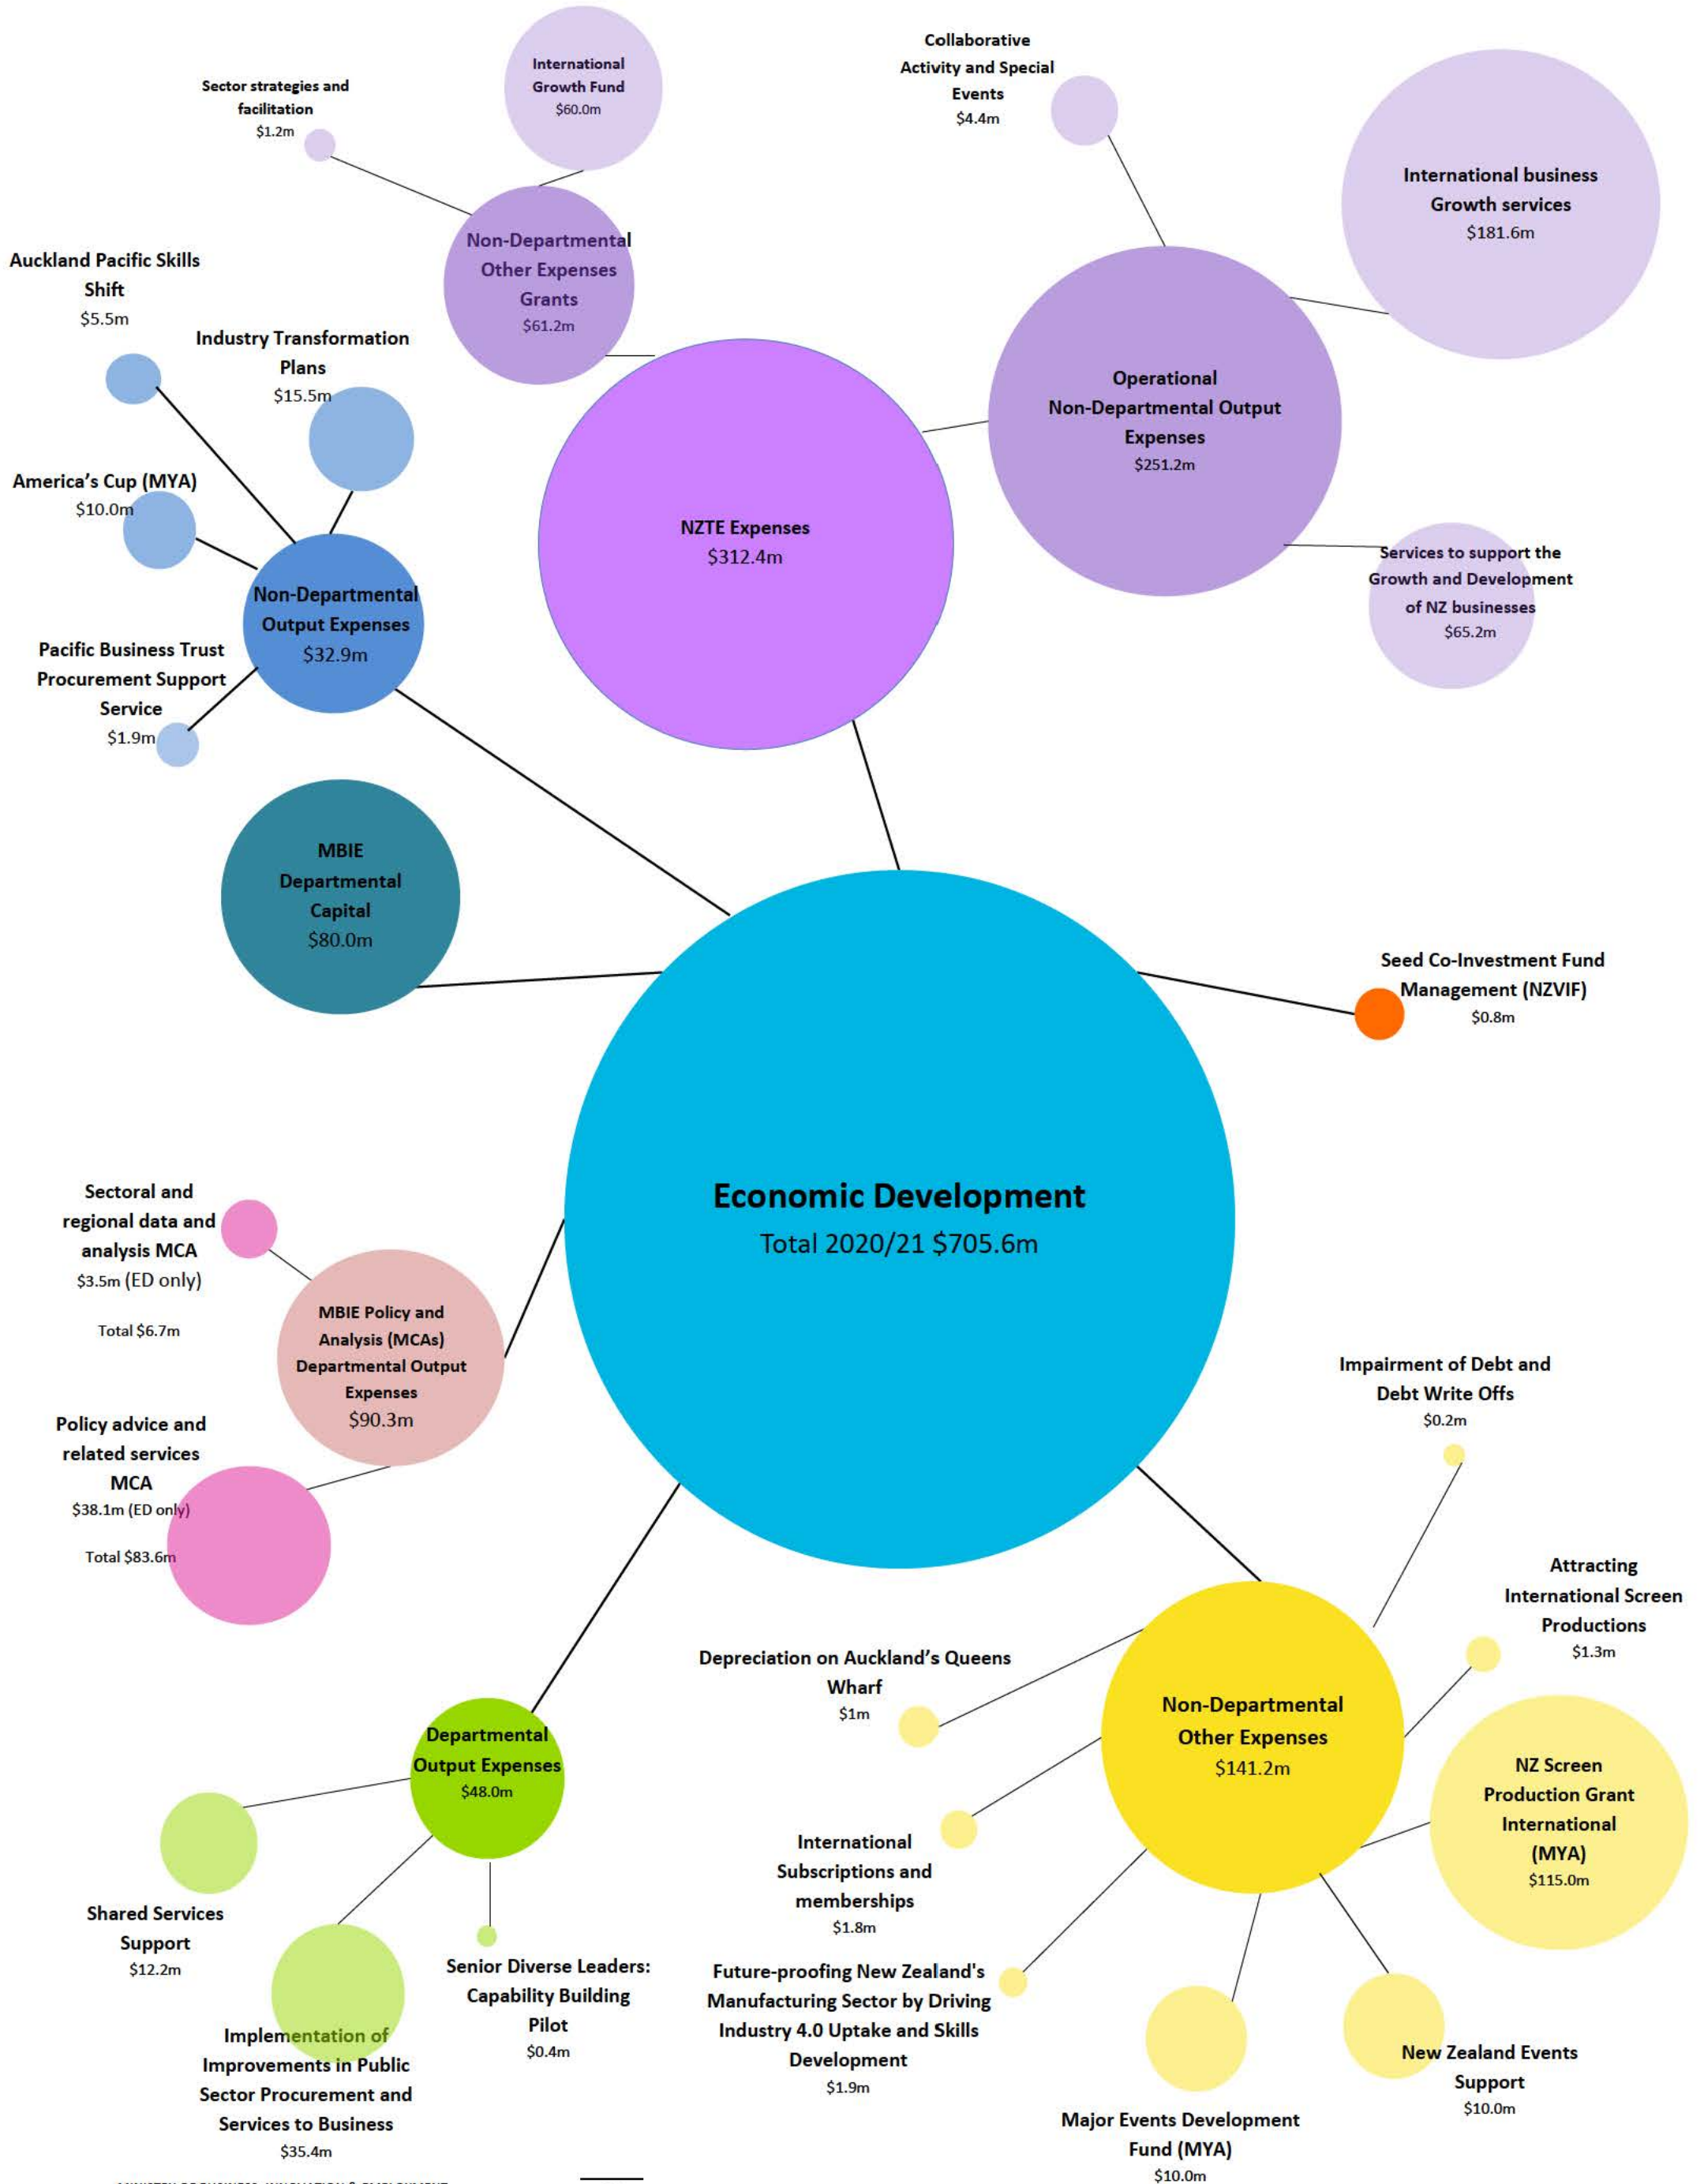 International
Growth Fund
$60.0m
Sector strategies and
facilitation
$1.2m
Collaborative
Activity and Special
Events
$4.4m
International business
Growth services
$181.6m
Non-Departmental
Other Expenses
Grants
$61.2m
Auckland Pacific Skills
Shift
$5.5m
Industry Transformation
Plans
$15.5m
Operational
Non-Departmental Output
Expenses
$251.2m
America's Cup (MYA)
$10.0m
NZTE Expenses
$312.4m
Services to support the
Growth and Development
of NZ businesses
$65.2m
Non-Departmental
Output Expenses
$32.9m
Pacific Business Trust
Procurement Support
Service
$1.9m
MBIE
Departmental
Capital
$80.0m
Seed Co-Investment Fund
Management (NZVIF)
$0.8m
Economic Development
Total 2020/21 $705.6m
Sectoral and
regional data and
analysis MCA
$3.5m (ED only)
Total $6.7m
MBIE Policy and
Analysis (MCAs)
Departmental Output
Expenses
$90.3m
Policy advice and
related services
MCA
$38.1m (ED only)
Total $83.6m
Impairment of Debt and
Debt Write Offs
$0.2m
Attracting
International Screen
Productions
$1.3m
Depreciation on Auckland's Queens
Wharf
$1m
Non-Departmental
Other Expenses
$141.2m
NZ Screen
Production Grant
International
(MYA)
$115.0m
Departmental
Output Expenses
$48.0m
International
Subscriptions and
memberships
$1.8m
Shared Services
Support
$12.2m
Senior Diverse Leaders:
Capability Building
Pilot
$0.4m
Future-proofing New Zealand's
Manufacturing Sector by Driving
Industry 4.0 Uptake and Skills
Development
$1.9m
Implementation of
Improvements in Public
Sector Procurement and
Services to Business
$35.4m
New Zealand Events
Support
$10.0m
Major Events Development
Fund (MYA)
$10.0m